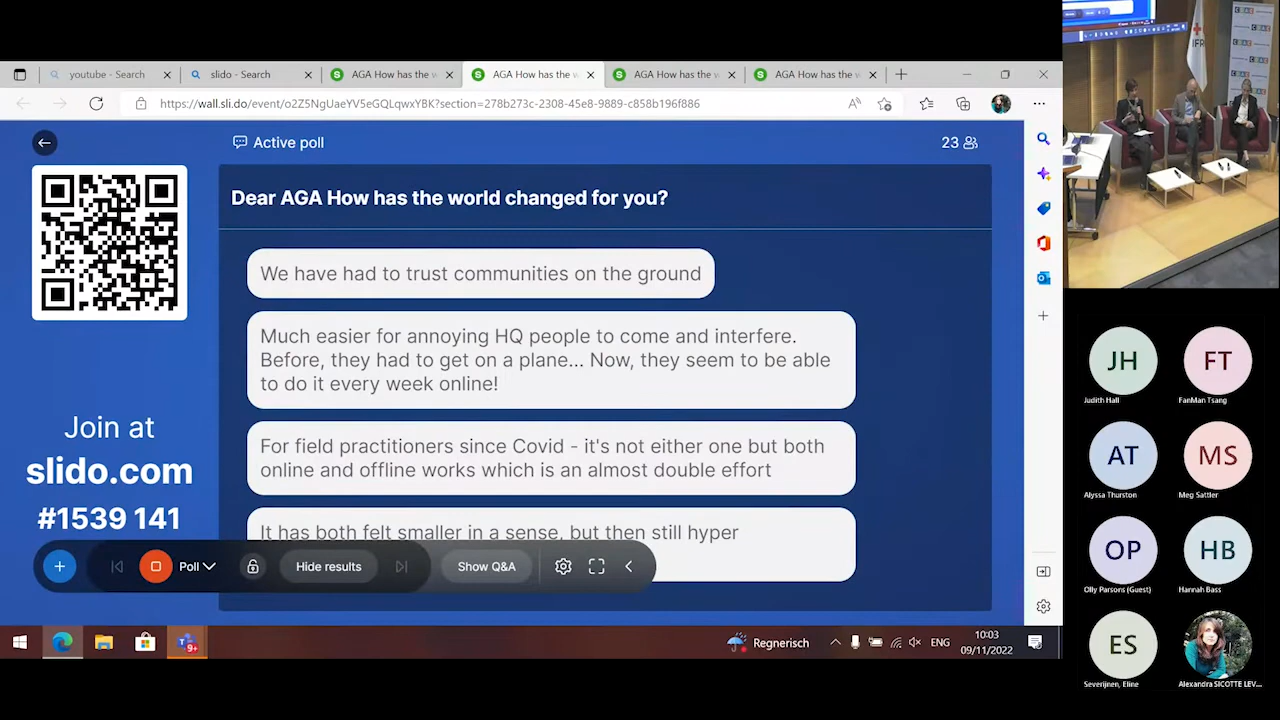 youtube - Search
slido - Search
AGA How has the w
AGA How has the w
AGA How has the w
AGA How has the w
https://wall.sli.do/event/o2Z5NgUaeYV5eGQLqwxYBK?section=278b273c-2308-45e8-9889-c858b196f886
Active poll
23
Dear AGA How has the world changed for you?
We have had to trust communities on the ground
Much easier for annoying HQ people to come and interfere.
Before, they had to get on a plane... Now, they seem to be able
to do it every week online!
For field practitioners since Covid - it's not either one but both
online and offline works which is an almost double effort
It has both felt smaller in a sense, but then still hyper
Join at
slido.com
#1539 141
Poll
Hide results
Show Q&A
9+
Regnerisch
ENG
10:03
09/11/2022
IFR
JH
Judith Hall
FT
FanMan Tsang
AT
Alyssa Thurston
MS
Meg Sattler
OP
Olly Parsons (Guest)
HB
Hannah Bass
ES
Severijnen, Eline
Alexandra SICOTTE LEV...